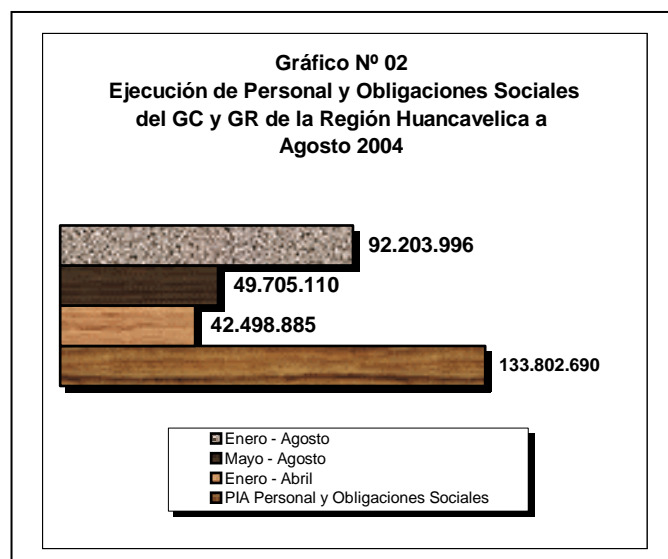 Gráfico Nº 02
Ejecución de Personal y Obligaciones Sociales
del GC y GR de la Región Huancavelica a
Agosto 2004
92.203.996
49.705.110
42.498.885
133.802.690
Enero - Agosto
Mayo - Agosto
Enero - Abril
PIA Personal y Obligaciones Sociales